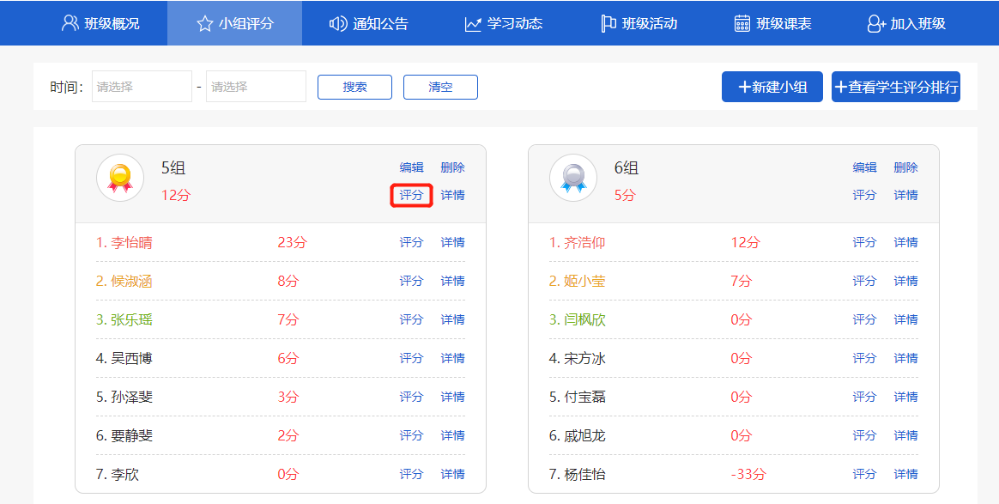 班级概况 小组评分 通知公告 学习动态 班级活动 班级课表 加入班级
时间： 请选择 - 请选择 搜索 清空 +新建小组 +查看学生评分排行
5组 编辑 删除
12分 评分 详情
1. 李怡晴 23分 评分 详情
2. 候淑涵 8分 评分 详情
3. 张乐瑶 7分 评分 详情
4. 吴西博 6分 评分 详情
5. 孙泽斐 3分 评分 详情
6. 要静斐 2分 评分 详情
7. 李欣 0分 评分 详情
6组 编辑 删除
5分 评分 详情
1. 齐浩仰 12分 评分 详情
2. 姬小莹 7分 评分 详情
3. 闫枫欣 0分 评分 详情
4. 宋方冰 0分 评分 详情
5. 付宝磊 0分 评分 详情
6. 戚旭龙 0分 评分 详情
7. 杨佳怡 -33分 评分 详情